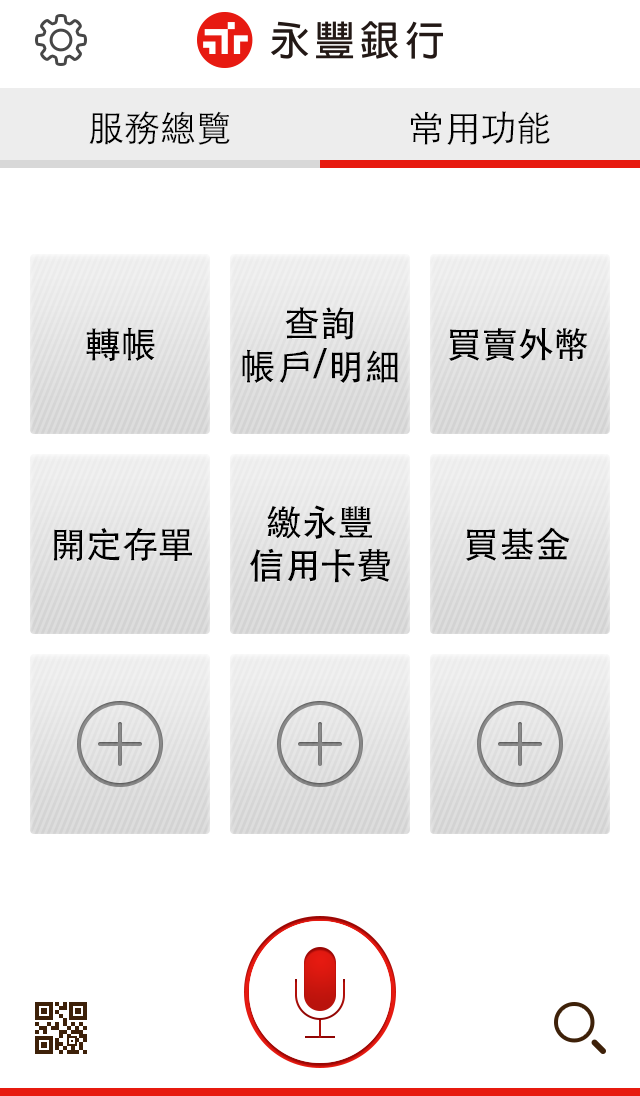 永豐銀行
服務總覽
常用功能
轉帳
查詢
帳戶/明細
買賣外幣
開定存單
繳永豐
信用卡費
買基金